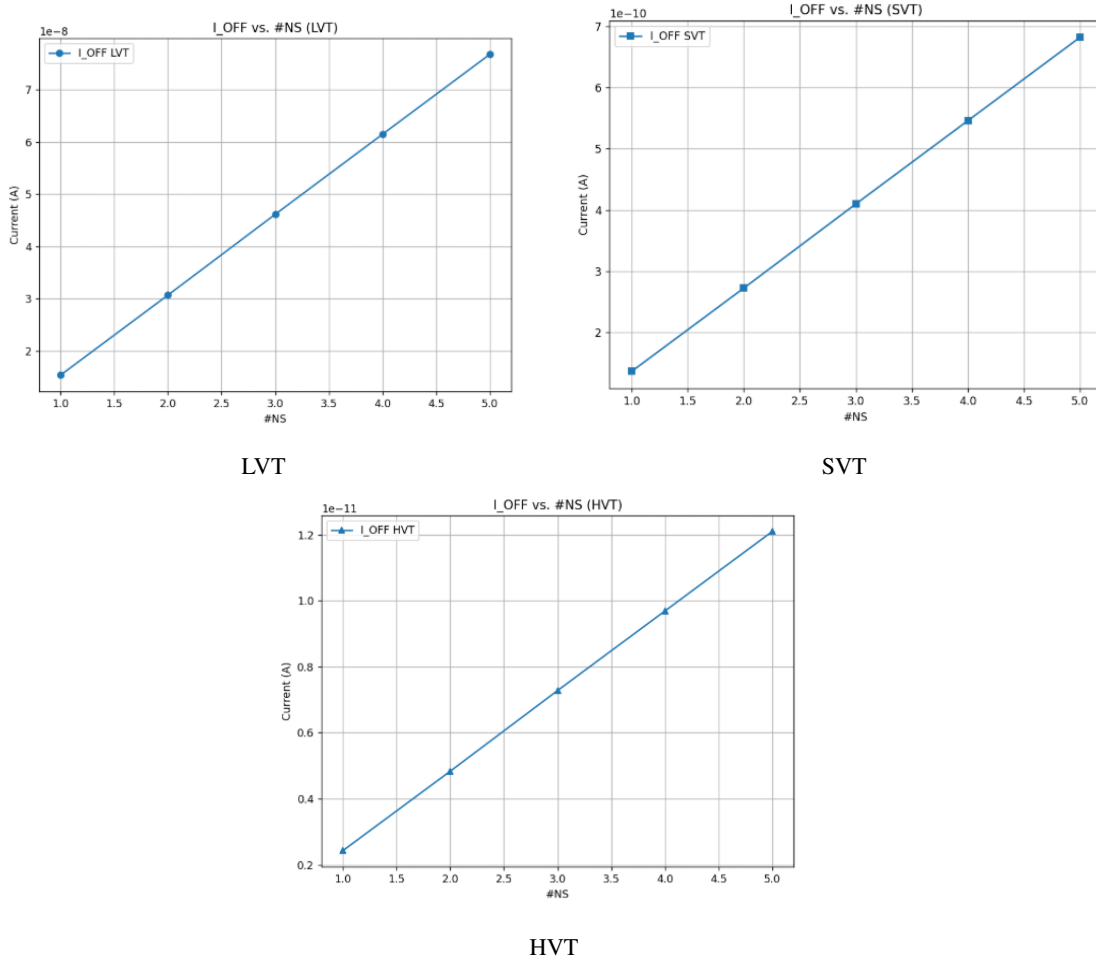 I_OFF vs. #NS (LVT)
1e−8
I_OFF LVT
7
6
5
4
3
2
Current (A)
1.0 1.5 2.0 2.5 3.0 3.5 4.0 4.5 5.0
#NS
LVT
I_OFF vs. #NS (SVT)
1e−10
I_OFF SVT
7
6
5
4
3
2
Current (A)
1.0 1.5 2.0 2.5 3.0 3.5 4.0 4.5 5.0
#NS
SVT
I_OFF vs. #NS (HVT)
1e−11
I_OFF HVT
1.2
1.0
0.8
0.6
0.4
0.2
Current (A)
1.0 1.5 2.0 2.5 3.0 3.5 4.0 4.5 5.0
#NS
HVT